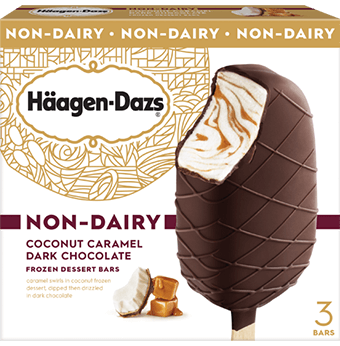 NON-DAIRY • NON-DAIRY • NON-DAIRY
Häagen-Dazs®
NON-DAIRY
COCONUT CARAMEL
DARK CHOCOLATE
FROZEN DESSERT BARS
caramel swirls in coconut frozen
dessert, dipped then drizzled
in dark chocolate
3
BARS